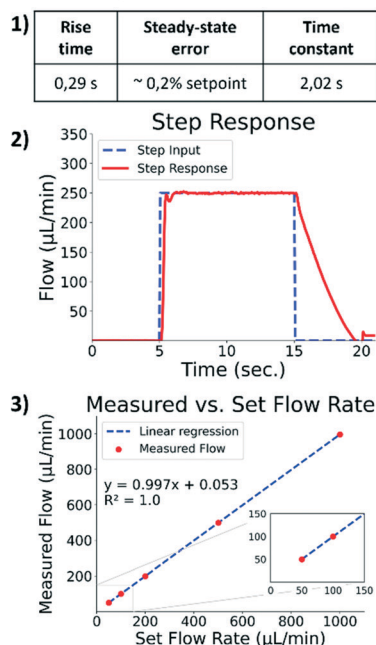 1)
Rise time
Steady-state error
Time constant
0,29 s
~ 0,2% setpoint
2,02 s
2)
Step Response
Step Input
Step Response
Flow (µL/min)
350
300
250
200
150
100
50
0
5
10
15
20
Time (sec.)
3)
Measured vs. Set Flow Rate
Linear regression
Measured Flow
y = 0.997x + 0.053
R² = 1.0
Measured Flow (µL/min)
1000
800
600
400
200
150
100
50
0
50
100
150
0
200
400
600
800
1000
Set Flow Rate (µL/min)